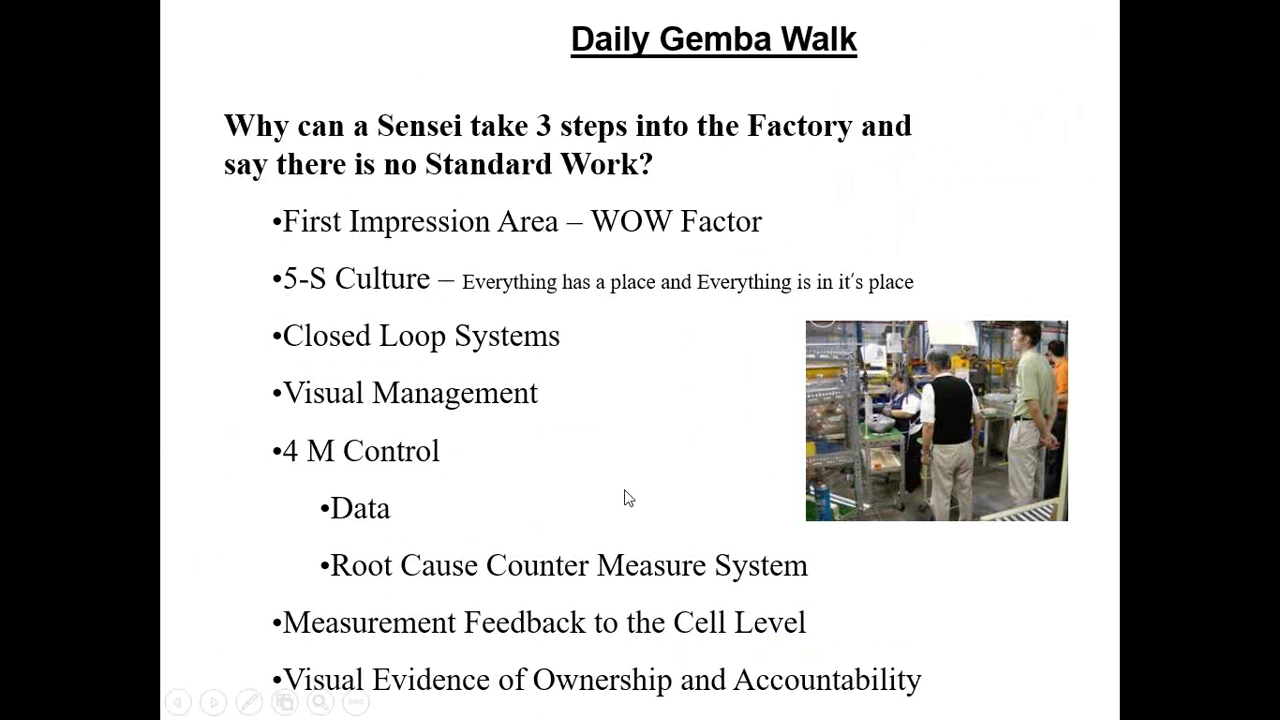 Daily Gemba Walk
Why can a Sensei take 3 steps into the Factory and
say there is no Standard Work?
•First Impression Area – WOW Factor
•5-S Culture – Everything has a place and Everything is in it's place
•Closed Loop Systems
•Visual Management
•4 M Control
•Data
•Root Cause Counter Measure System
•Measurement Feedback to the Cell Level
•Visual Evidence of Ownership and Accountability